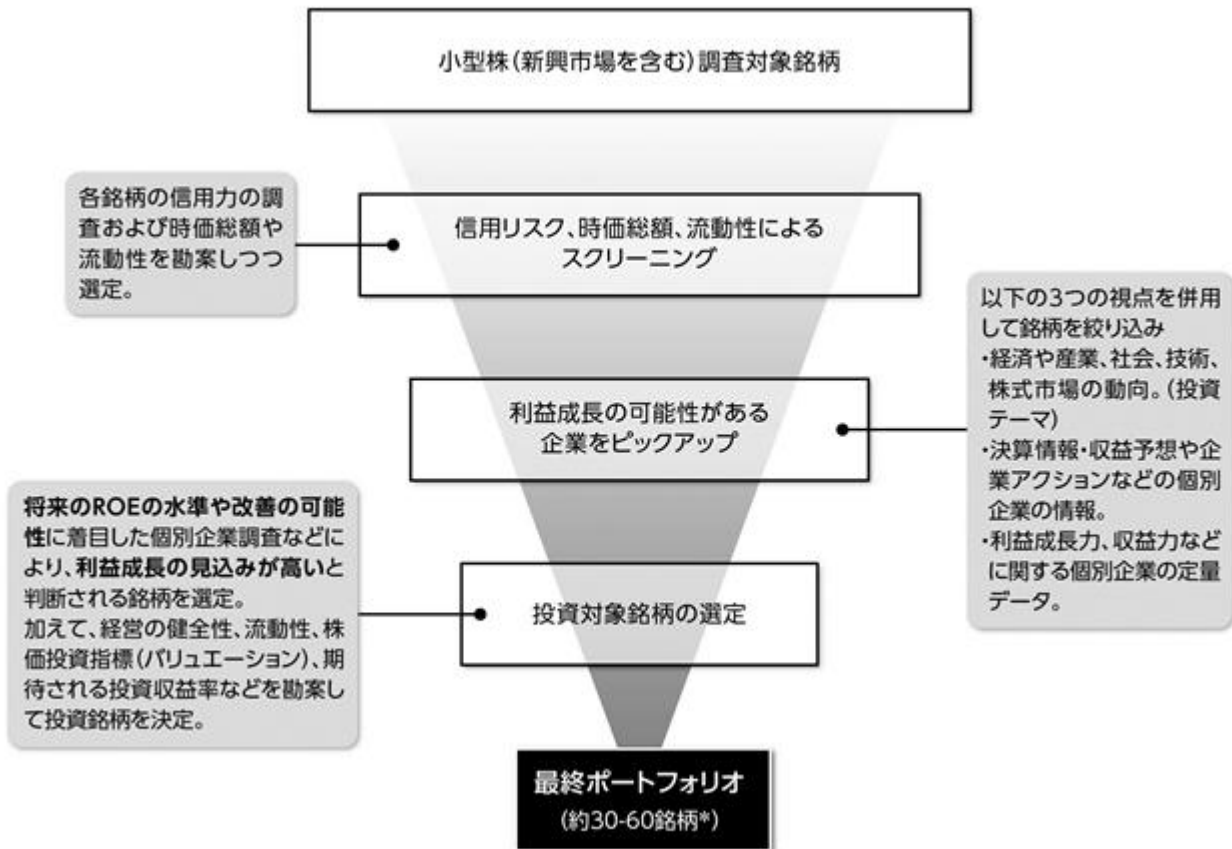 小型株(新興市場を含む)調査対象銘柄
各銘柄の信用力の調
査および時価総額や
流動性を勘案しつつ
選定。
信用リスク、時価総額、流動性による
スクリーニング
以下の3つの視点を併用
して銘柄を絞り込み
・経済や産業、社会、技術、
株式市場の動向。(投資
テーマ)
・決算情報・収益予想や企
業アクションなどの個別
企業の情報。
・利益成長力、収益力など
に関する個別企業の定量
データ。
利益成長の可能性がある
企業をピックアップ
将来のROEの水準や改善の可能
性に着目した個別企業調査などに
より、利益成長の見込みが高いと
判断される銘柄を選定。
加えて、経営の健全性、流動性、株
価投資指標(バリュエーション)、期
待される投資収益率などを勘案し
て投資銘柄を決定。
投資対象銘柄の選定
最終ポートフォリオ
(約30-60銘柄*)